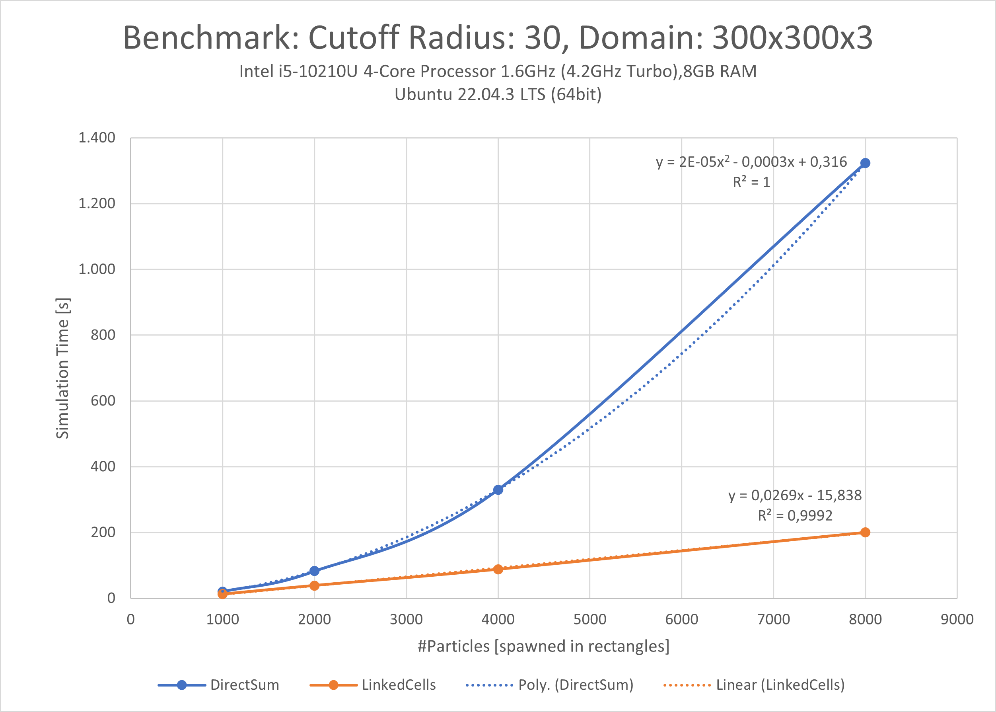 Benchmark: Cutoff Radius: 30, Domain: 300x300x3
Intel i5-10210U 4-Core Processor 1.6GHz (4.2GHz Turbo),8GB RAM
Ubuntu 22.04.3 LTS (64bit)
1.400
1.200
1.000
800
600
400
200
0
Simulation Time [s]
y = 2E-05x² - 0,0003x + 0,316
R² = 1
y = 0,0269x - 15,838
R² = 0,9992
0 1000 2000 3000 4000 5000 6000 7000 8000 9000
#Particles [spawned in rectangles]
DirectSum LinkedCells Poly. (DirectSum) Linear (LinkedCells)